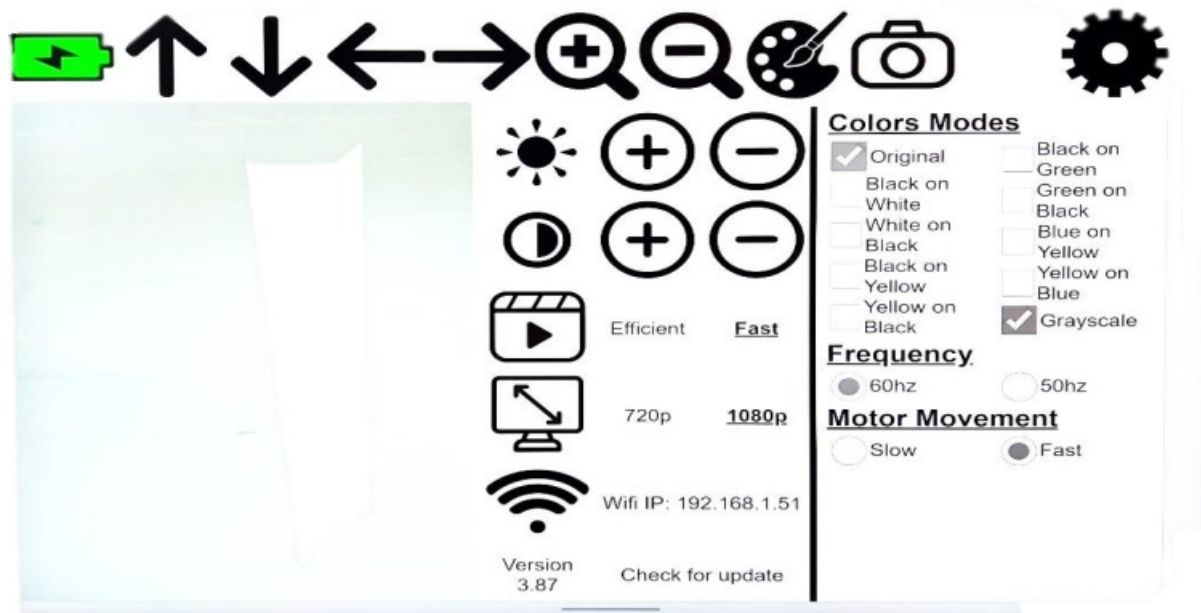 Efficient Fast
720p 1080p
Wifi IP: 192.168.1.51
Version
3.87
Check for update
Colors Modes
Original
Black on
White
White on
Black
Black on
Yellow
Yellow on
Black
Black on
Green
Green on
Black
Blue on
Yellow
Yellow on
Blue
Grayscale
Frequency
60hz 50hz
Motor Movement
Slow Fast